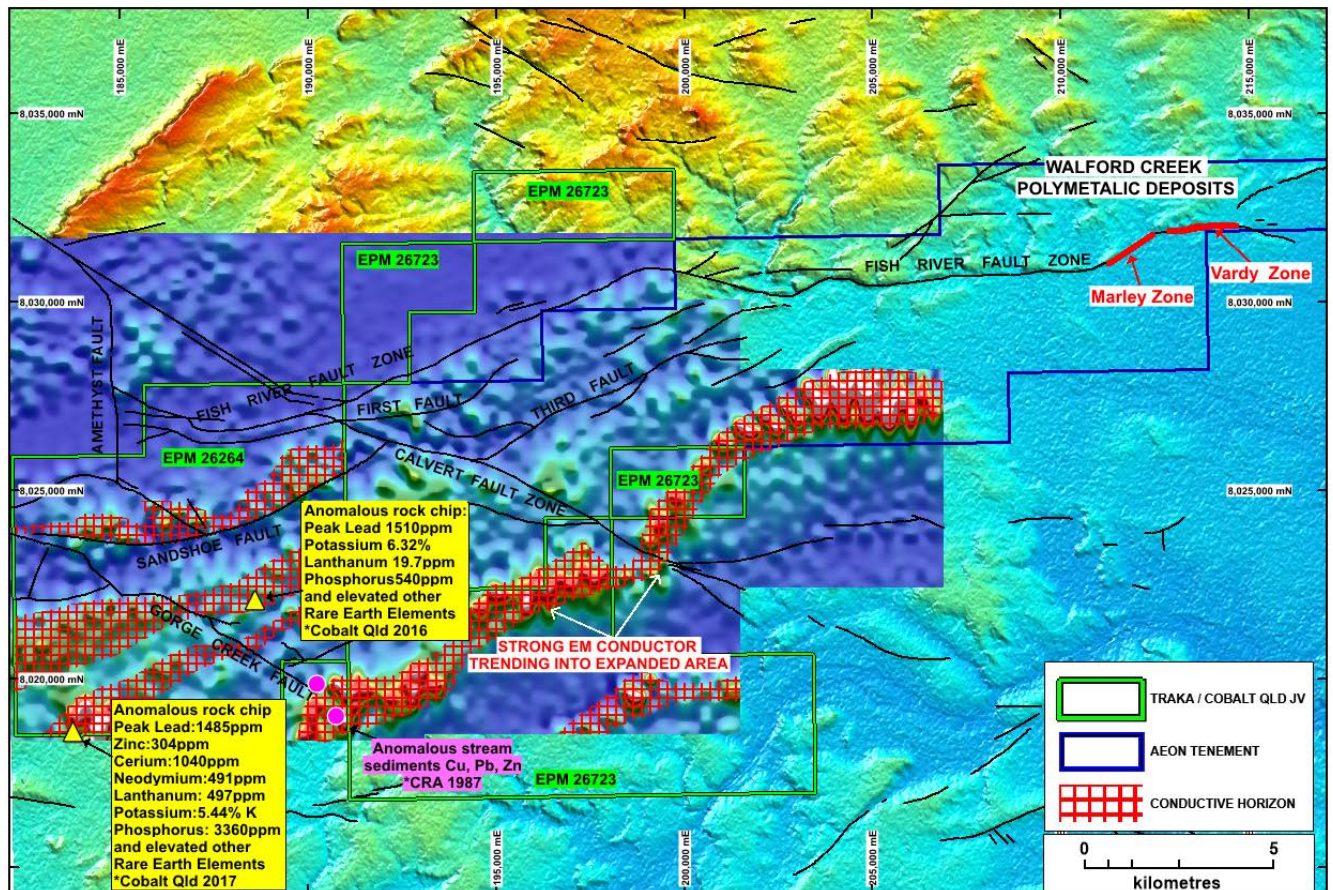 185,000 mE
190,000 mE
195,000 mE
200,000 mE
205,000 mE
210,000 mE
215,000 mE
8,035,000 mN
8,035,000 mN
WALFORD CREEK
POLYMETALIC DEPOSITS
EPM 26723
EPM 26723
FISH RIVER FAULT ZONE
Vardy Zone
Marley Zone
8,030,000 mN
8,030,000 mN
AMETHYST FAULT
FISH RIVER FAULT ZONE
FIRST FAULT
THIRD FAULT
EPM 26264
CALVERT FAULT ZONE
EPM 26723
8,025,000 mN
8,025,000 mN
SANDSHOE FAULT
Anomalous rock chip:
Peak Lead 1510ppm
Potassium 6.32%
Lanthanum 19.7ppm
Phosphorus540ppm
and elevated other
Rare Earth Elements
*Cobalt Qld 2016
GORGE CREEK FAULT
STRONG EM CONDUCTOR
TRENDING INTO EXPANDED AREA
8,020,000 mN
Anomalous rock chip
Peak Lead:1485ppm
Zinc:304ppm
Cerium:1040ppm
Neodymium:491ppm
Lanthanum: 497ppm
Potassium:5.44% K
Phosphorus: 3360ppm
and elevated other
Rare Earth Elements
*Cobalt Qld 2017
Anomalous stream
sediments Cu, Pb, Zn
*CRA 1987
EPM 26723
195,000 mE
200,000 mE
205,000 mE
TRAKA / COBALT QLD JV
AEON TENEMENT
CONDUCTIVE HORIZON
0 5
kilometres